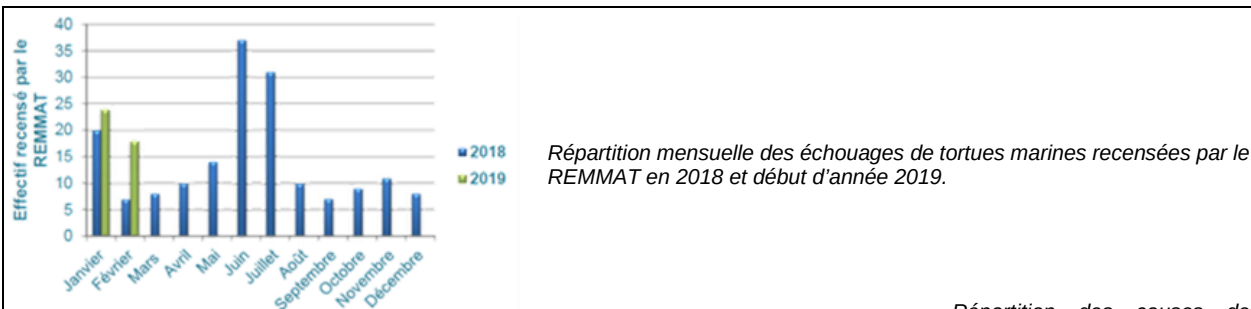 40
35
30
25
20
15
10
5
0
Effectif recensé par le
REMMAT
Janvier
Février
Mars
Avril
Mai
Juin
Juillet
Août
Septembre
Octobre
Novembre
Décembre
2018
2019
Répartition mensuelle des échouages de tortues marines recensées par le
REMMAT en 2018 et début d’année 2019.
Répartition des causes de